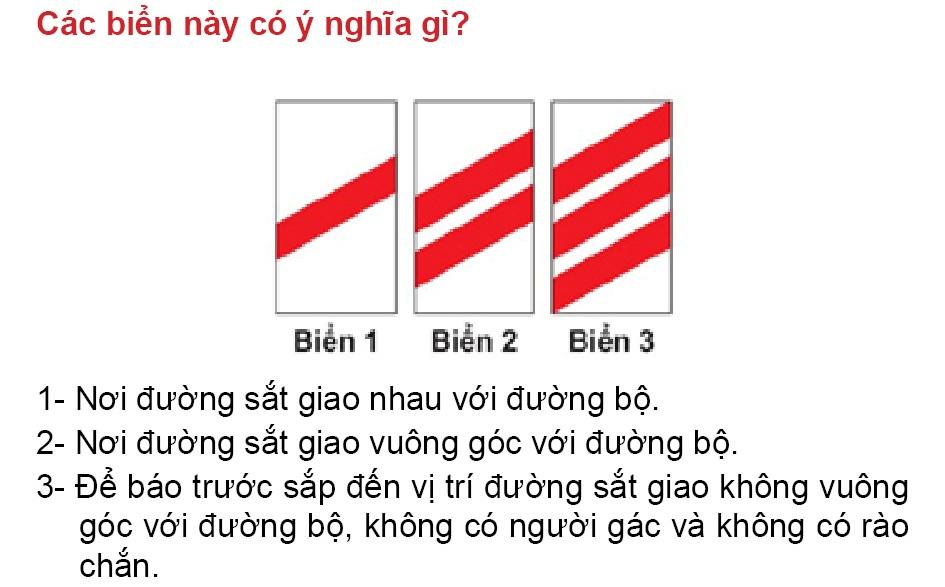 Các biển này có ý nghĩa gì?
Biển 1 Biển 2 Biển 3
1- Nơi đường sắt giao nhau với đường bộ.
2- Nơi đường sắt giao vuông góc với đường bộ.
3- Để báo trước sắp đến vị trí đường sắt giao không vuông
góc với đường bộ, không có người gác và không có rào
chắn.